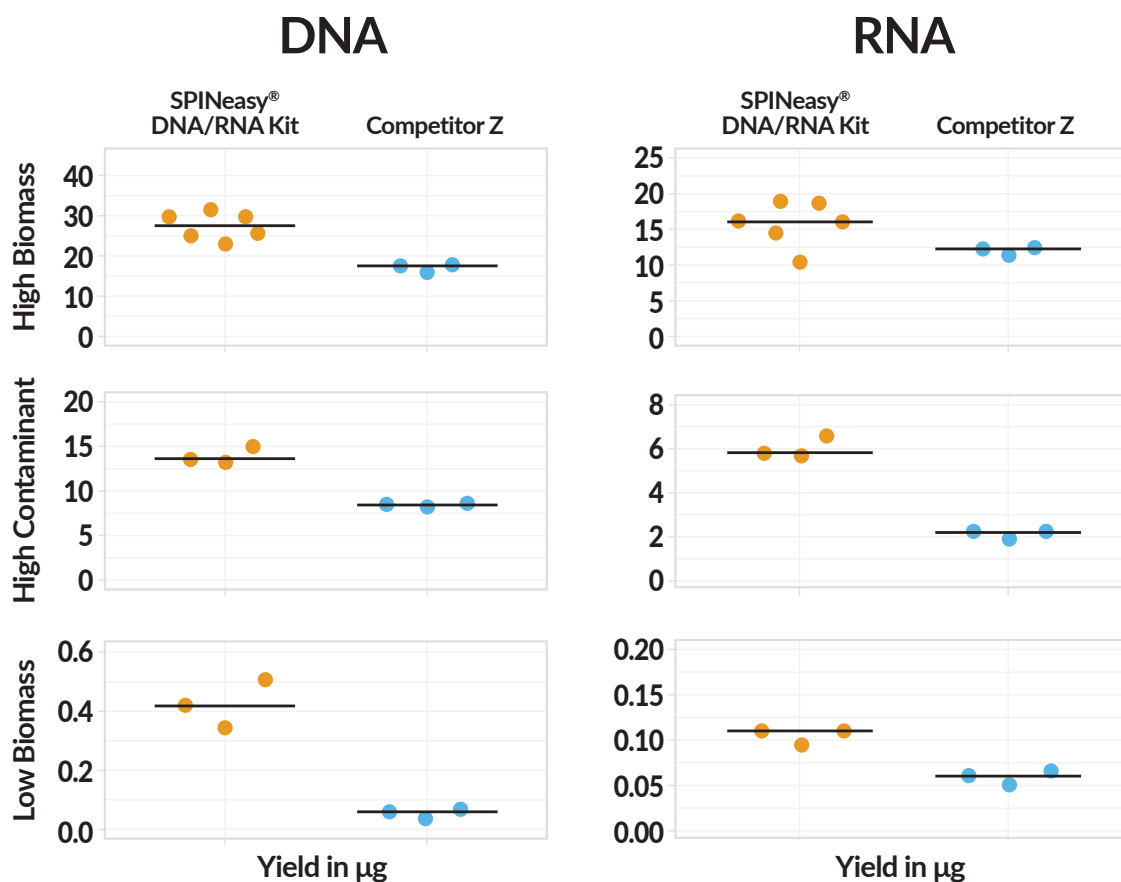 DNA
RNA
SPINeasy®
DNA/RNA Kit
Competitor Z
SPINeasy®
DNA/RNA Kit
Competitor Z
High Biomass
40
30
20
10
0
25
20
15
10
5
0
High Contaminant
20
15
10
5
0
8
6
4
2
0
Low Biomass
0.6
0.4
0.2
0.0
0.20
0.15
0.10
0.05
0.00
Yield in µg
Yield in µg